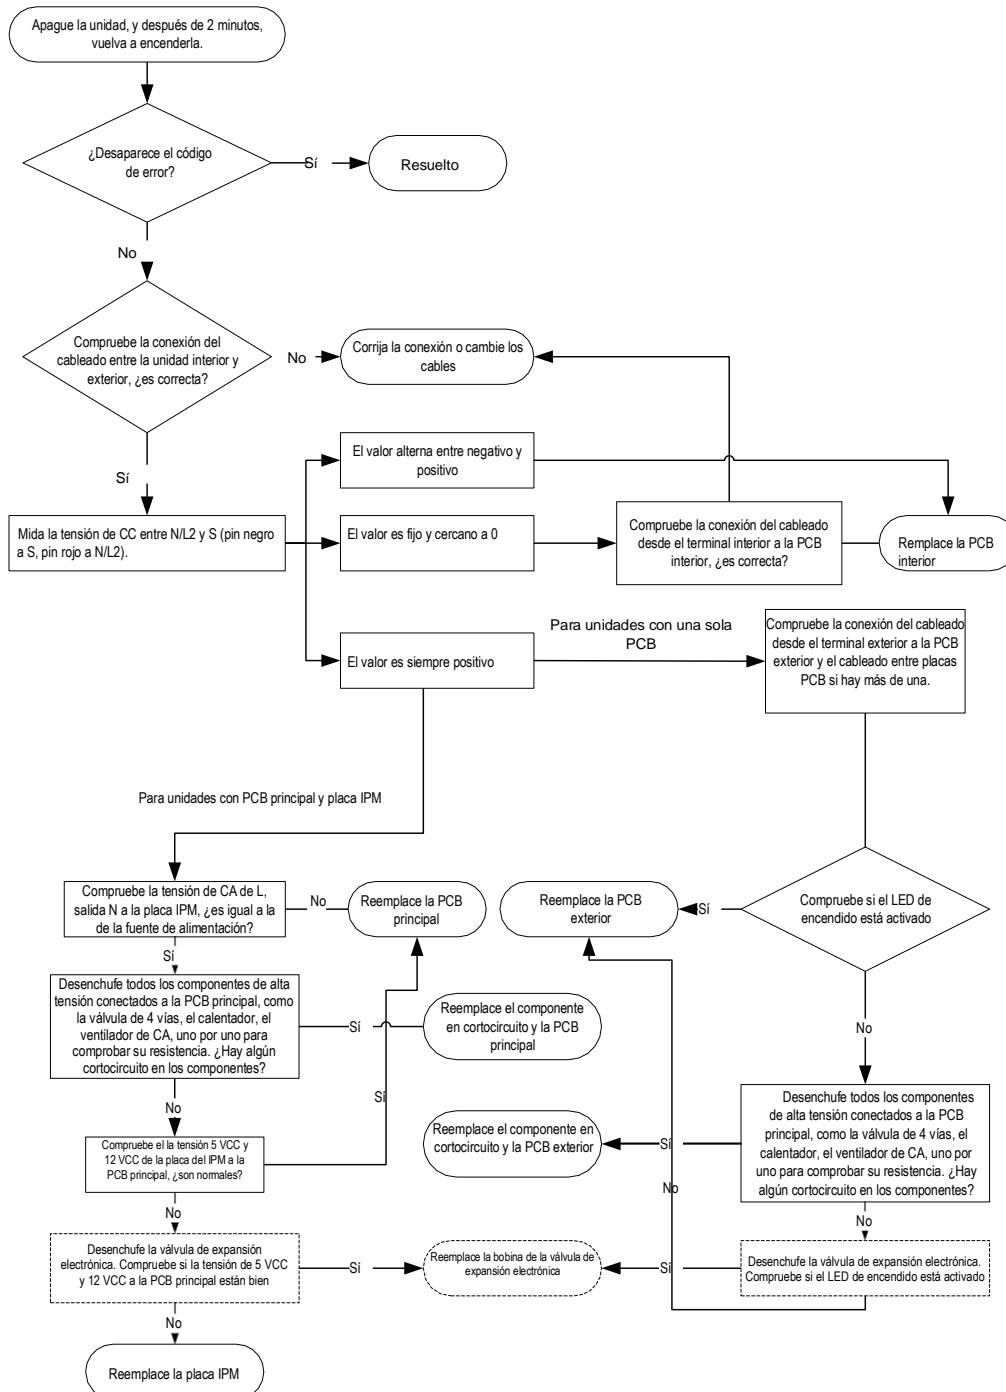 Apague la unidad, y después de 2 minutos,
vuelva a encenderla.
¿Desaparece el código
de error?
Sí
Resuelto
No
Compruebe la conexión del
cableado entre la unidad interior y
exterior, ¿es correcta?
No
Corrija la conexión o cambie los
cables
Sí
El valor alterna entre negativo y
positivo
Mida la tensión de CC entre N/L2 y S (pin negro
a S, pin rojo a N/L2).
El valor es fijo y cercano a 0
Compruebe la conexión del cableado
desde el terminal interior a la PCB
interior, ¿es correcta?
Remplace la PCB
interior
El valor es siempre positivo
Para unidades con una sola
PCB
Compruebe la conexión del cableado
desde el terminal exterior a la PCB
exterior y el cableado entre placas
PCB si hay más de una.
Para unidades con PCB principal y placa IPM
Compruebe la tensión de CA de L,
salida N a la placa IPM, ¿es igual a la
de la fuente de alimentación?
No
Reemplace la PCB
principal
Reemplace la PCB
exterior
Sí
Compruebe si el LED de
encendido está activado
Sí
Desenchufe todos los componentes de alta
tensión conectados a la PCB principal, como
la válvula de 4 vías, el calentador, el
ventilador de CA, uno por uno para
comprobar su resistencia. ¿Hay algún
cortocircuito en los componentes?
Sí
Reemplace el componente
en cortocircuito y la PCB
principal
No
No
Sí
Compruebe el la tensión 5 VCC y
12 VCC de la placa del IPM a la
PCB principal, ¿son normales?
Reemplace el componente en
cortocircuito y la PCB exterior
Sí
Desenchufe todos los componentes
de alta tensión conectados a la PCB
principal, como la válvula de 4 vías, el
calentador, el ventilador de CA, uno por
uno para comprobar su resistencia. ¿Hay
algún cortocircuito en los componentes?
No
No
No
Desenchufe la válvula de expansión
electrónica. Compruebe si la tensión de 5 VCC
y 12 VCC a la PCB principal están bien
Sí
Reemplace la bobina de la válvula de
expansión electrónica
Sí
Desenchufe la válvula de expansión electrónica.
Compruebe si el LED de encendido está activado
No
Reemplace la placa IPM